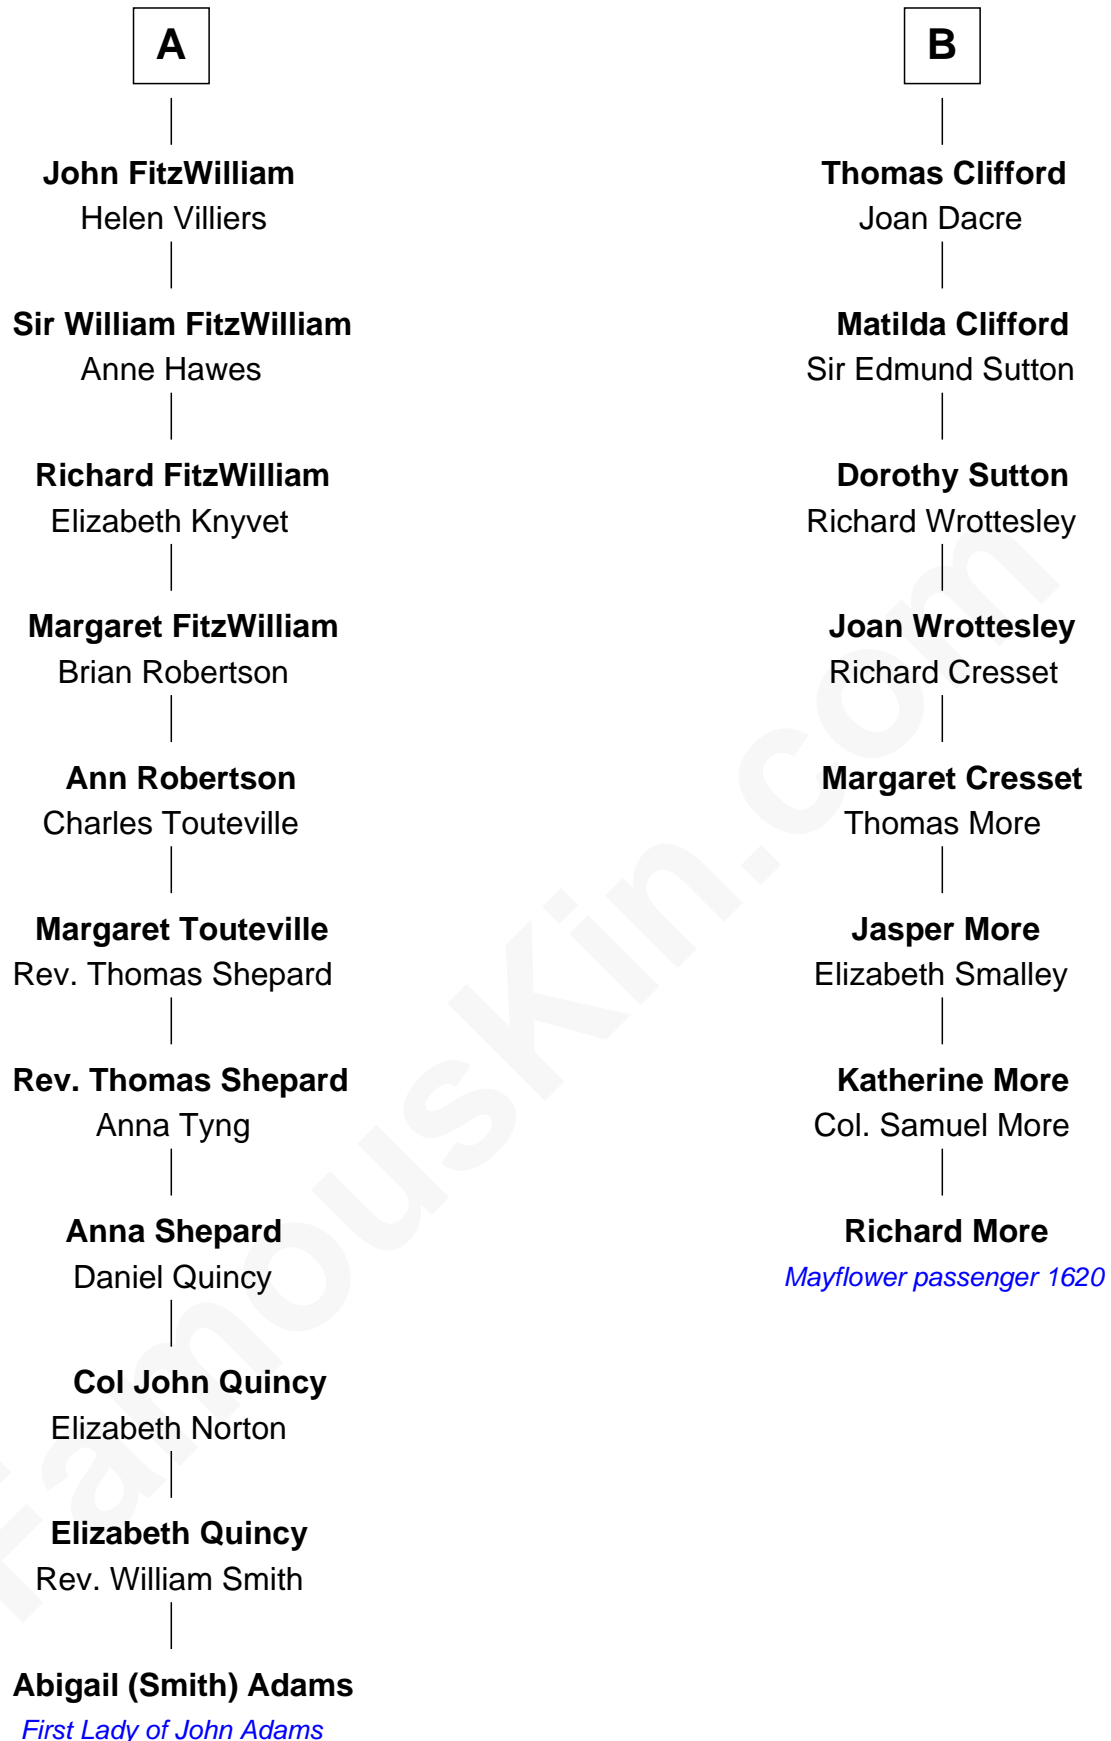 A
John FitzWilliam
Helen Villiers
Sir William FitzWilliam
Anne Hawes
Richard FitzWilliam
Elizabeth Knyvet
Margaret FitzWilliam
Brian Robertson
Ann Robertson
Charles Touteville
Margaret Touteville
Rev. Thomas Shepard
Rev. Thomas Shepard
Anna Tyng
Anna Shepard
Daniel Quincy
Col John Quincy
Elizabeth Norton
Elizabeth Quincy
Rev. William Smith
Abigail (Smith) Adams
First Lady of John Adams
B
Thomas Clifford
Joan Dacre
Matilda Clifford
Sir Edmund Sutton
Dorothy Sutton
Richard Wrottesley
Joan Wrottesley
Richard Cresset
Margaret Cresset
Thomas More
Jasper More
Elizabeth Smalley
Katherine More
Col. Samuel More
Richard More
Mayflower passenger 1620
FamousKin.com